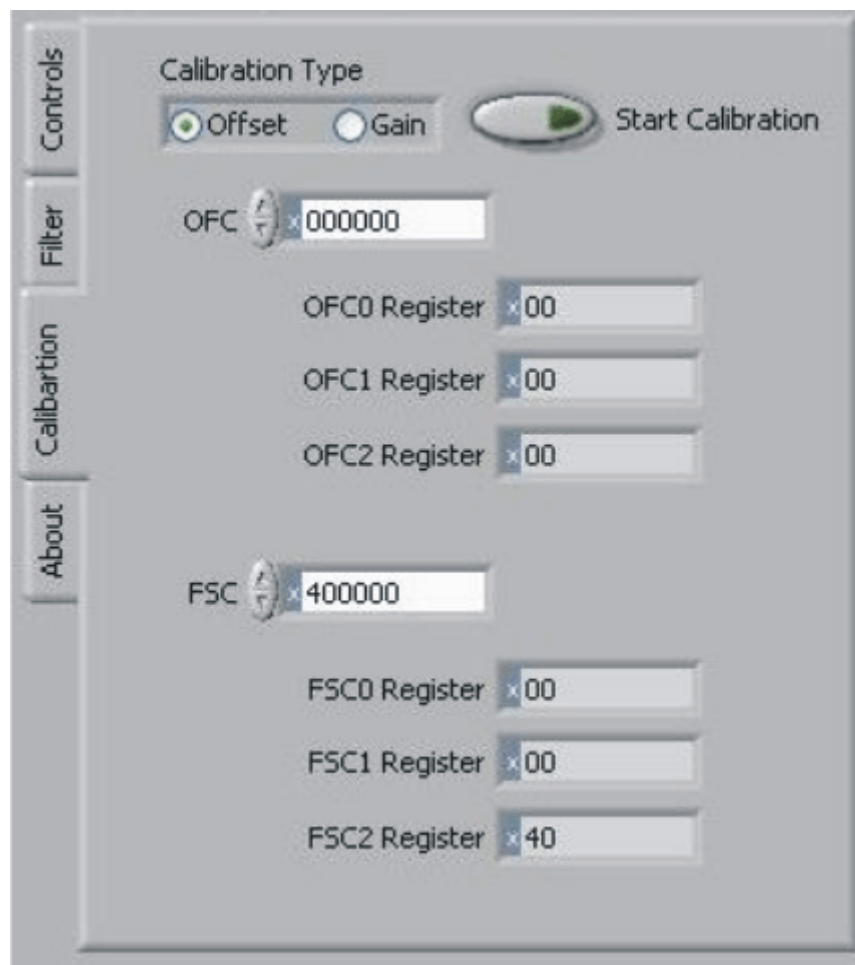 Controls
Filter
Calibartion
About
Calibration Type
Offset Gain
Start Calibration
OFC x 000000
OFC0 Register x 00
OFC1 Register x 00
OFC2 Register x 00
FSC x 400000
FSC0 Register x 00
FSC1 Register x 00
FSC2 Register x 40